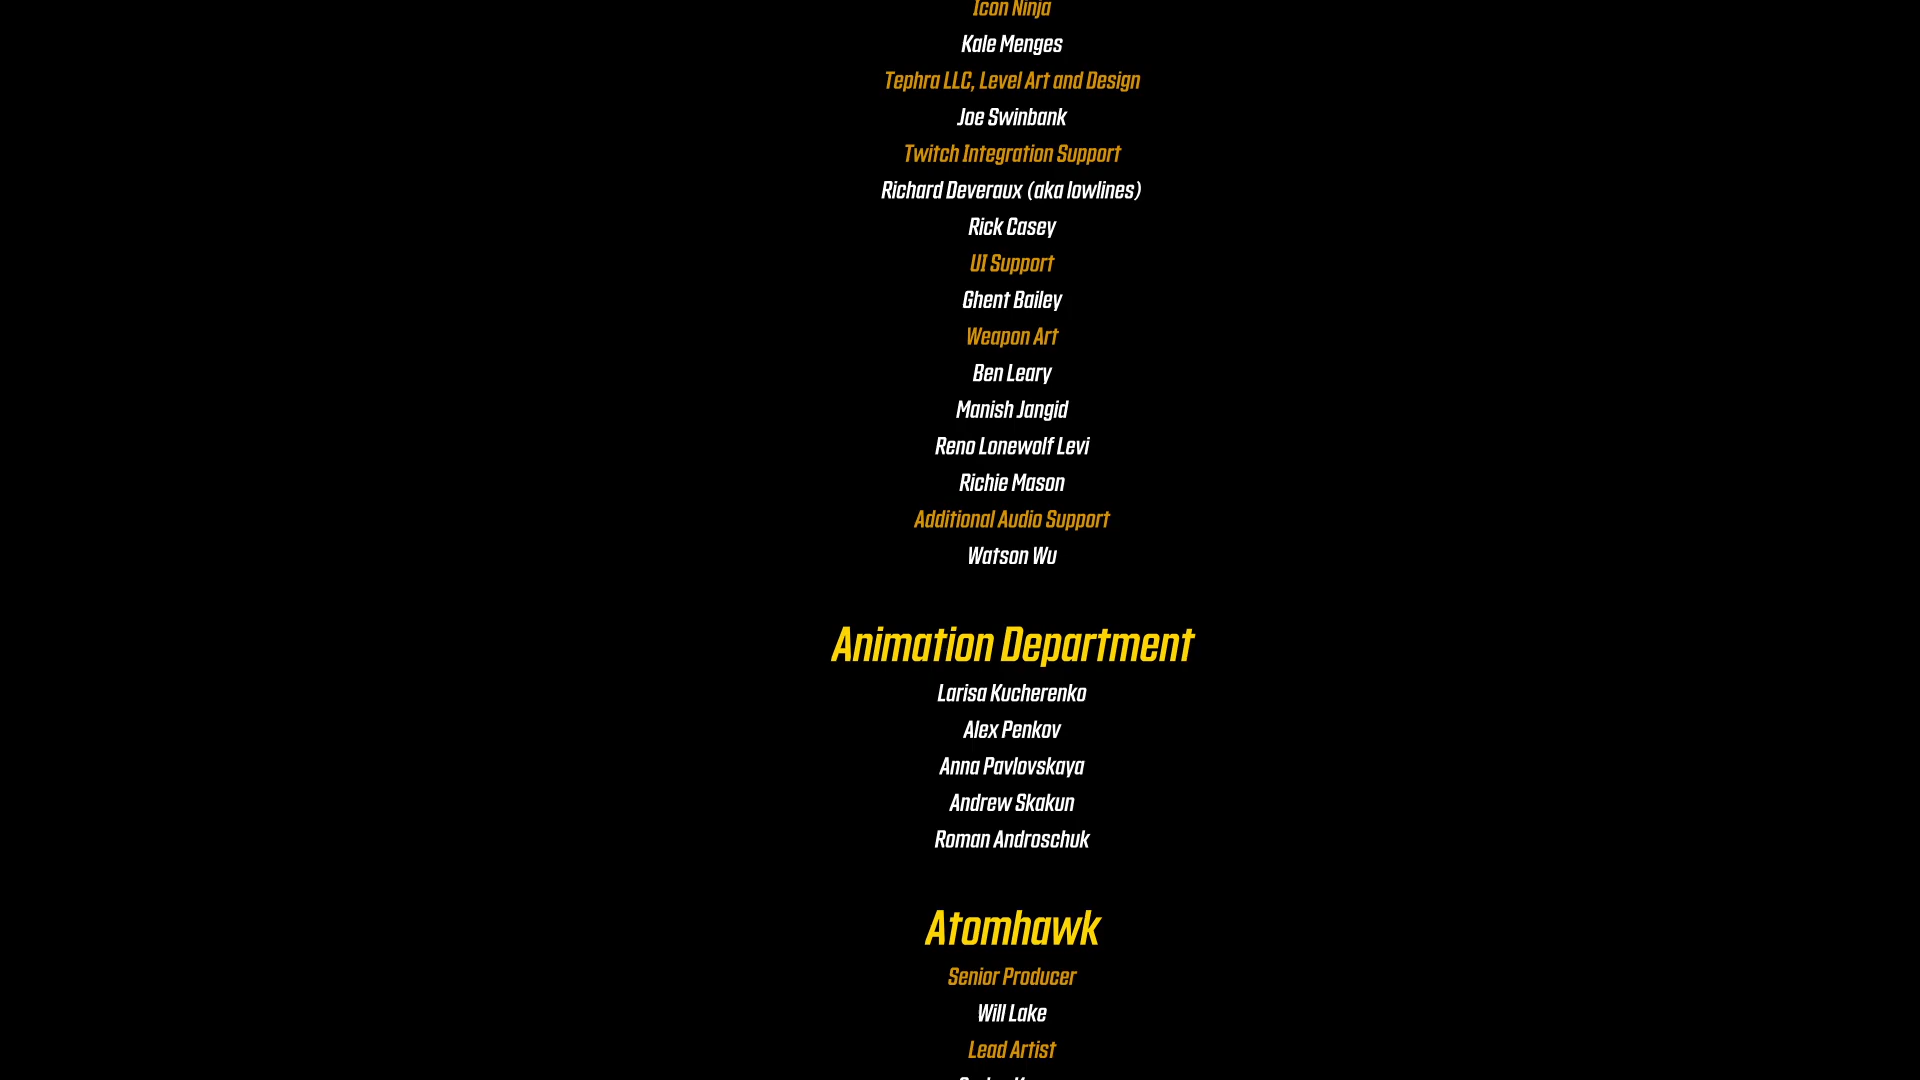 Icon Ninja
Kale Menges
Tephra LLC, Level Art and Design
Joe Swinbank
Twitch Integration Support
Richard Deveraux (aka lowlines)
Rick Casey
UI Support
Ghent Bailey
Weapon Art
Ben Leary
Manish Jangid
Reno Lonewolf Levi
Richie Mason
Additional Audio Support
Watson Wu
Animation Department
Larisa Kucherenko
Alex Penkov
Anna Pavlovskaya
Andrew Skakun
Roman Androschuk
Atomhawk
Senior Producer
Will Lake
Lead Artist